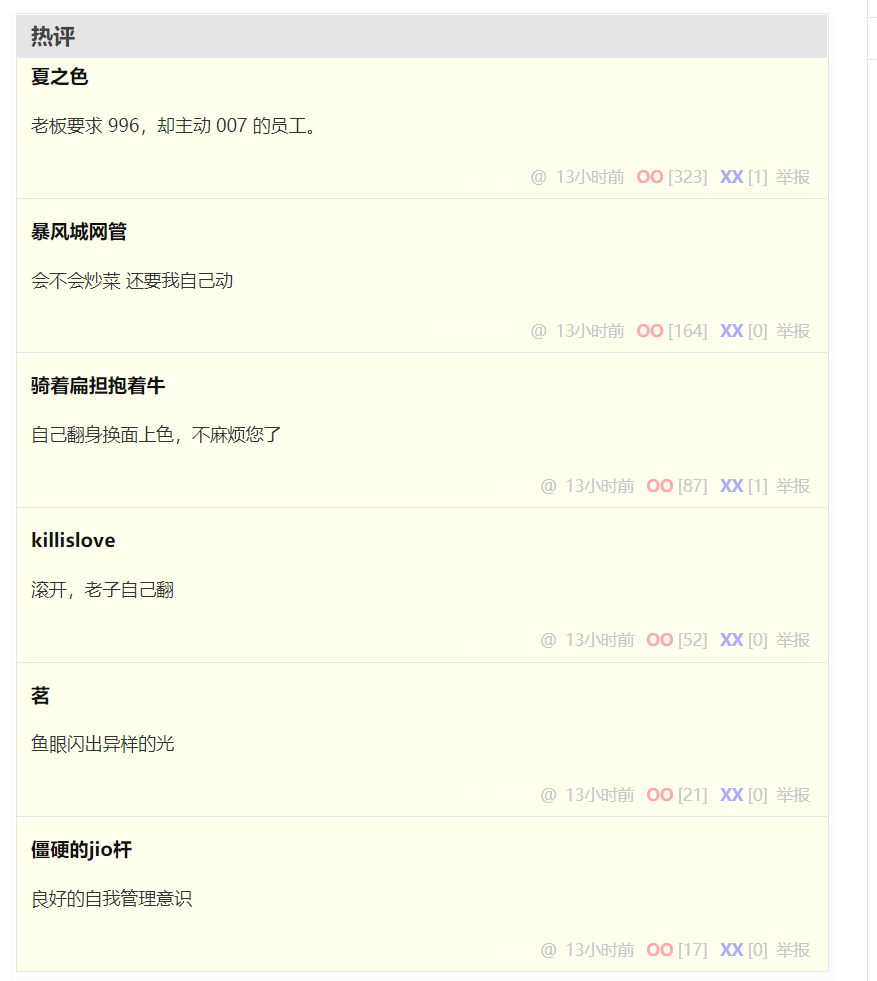 热评
夏之色
老板要求 996，却主动 007 的员工。
@ 13小时前 OO [323] XX [1] 举报
暴风城网管
会不会炒菜 还要我自己动
@ 13小时前 OO [164] XX [0] 举报
骑着扁担抱着牛
自己翻身换面上色，不麻烦您了
@ 13小时前 OO [87] XX [1] 举报
killislove
滚开，老子自己翻
@ 13小时前 OO [52] XX [0] 举报
茗
鱼眼闪出异样的光
@ 13小时前 OO [21] XX [0] 举报
僵硬的jio杆
良好的自我管理意识
@ 13小时前 OO [17] XX [0] 举报